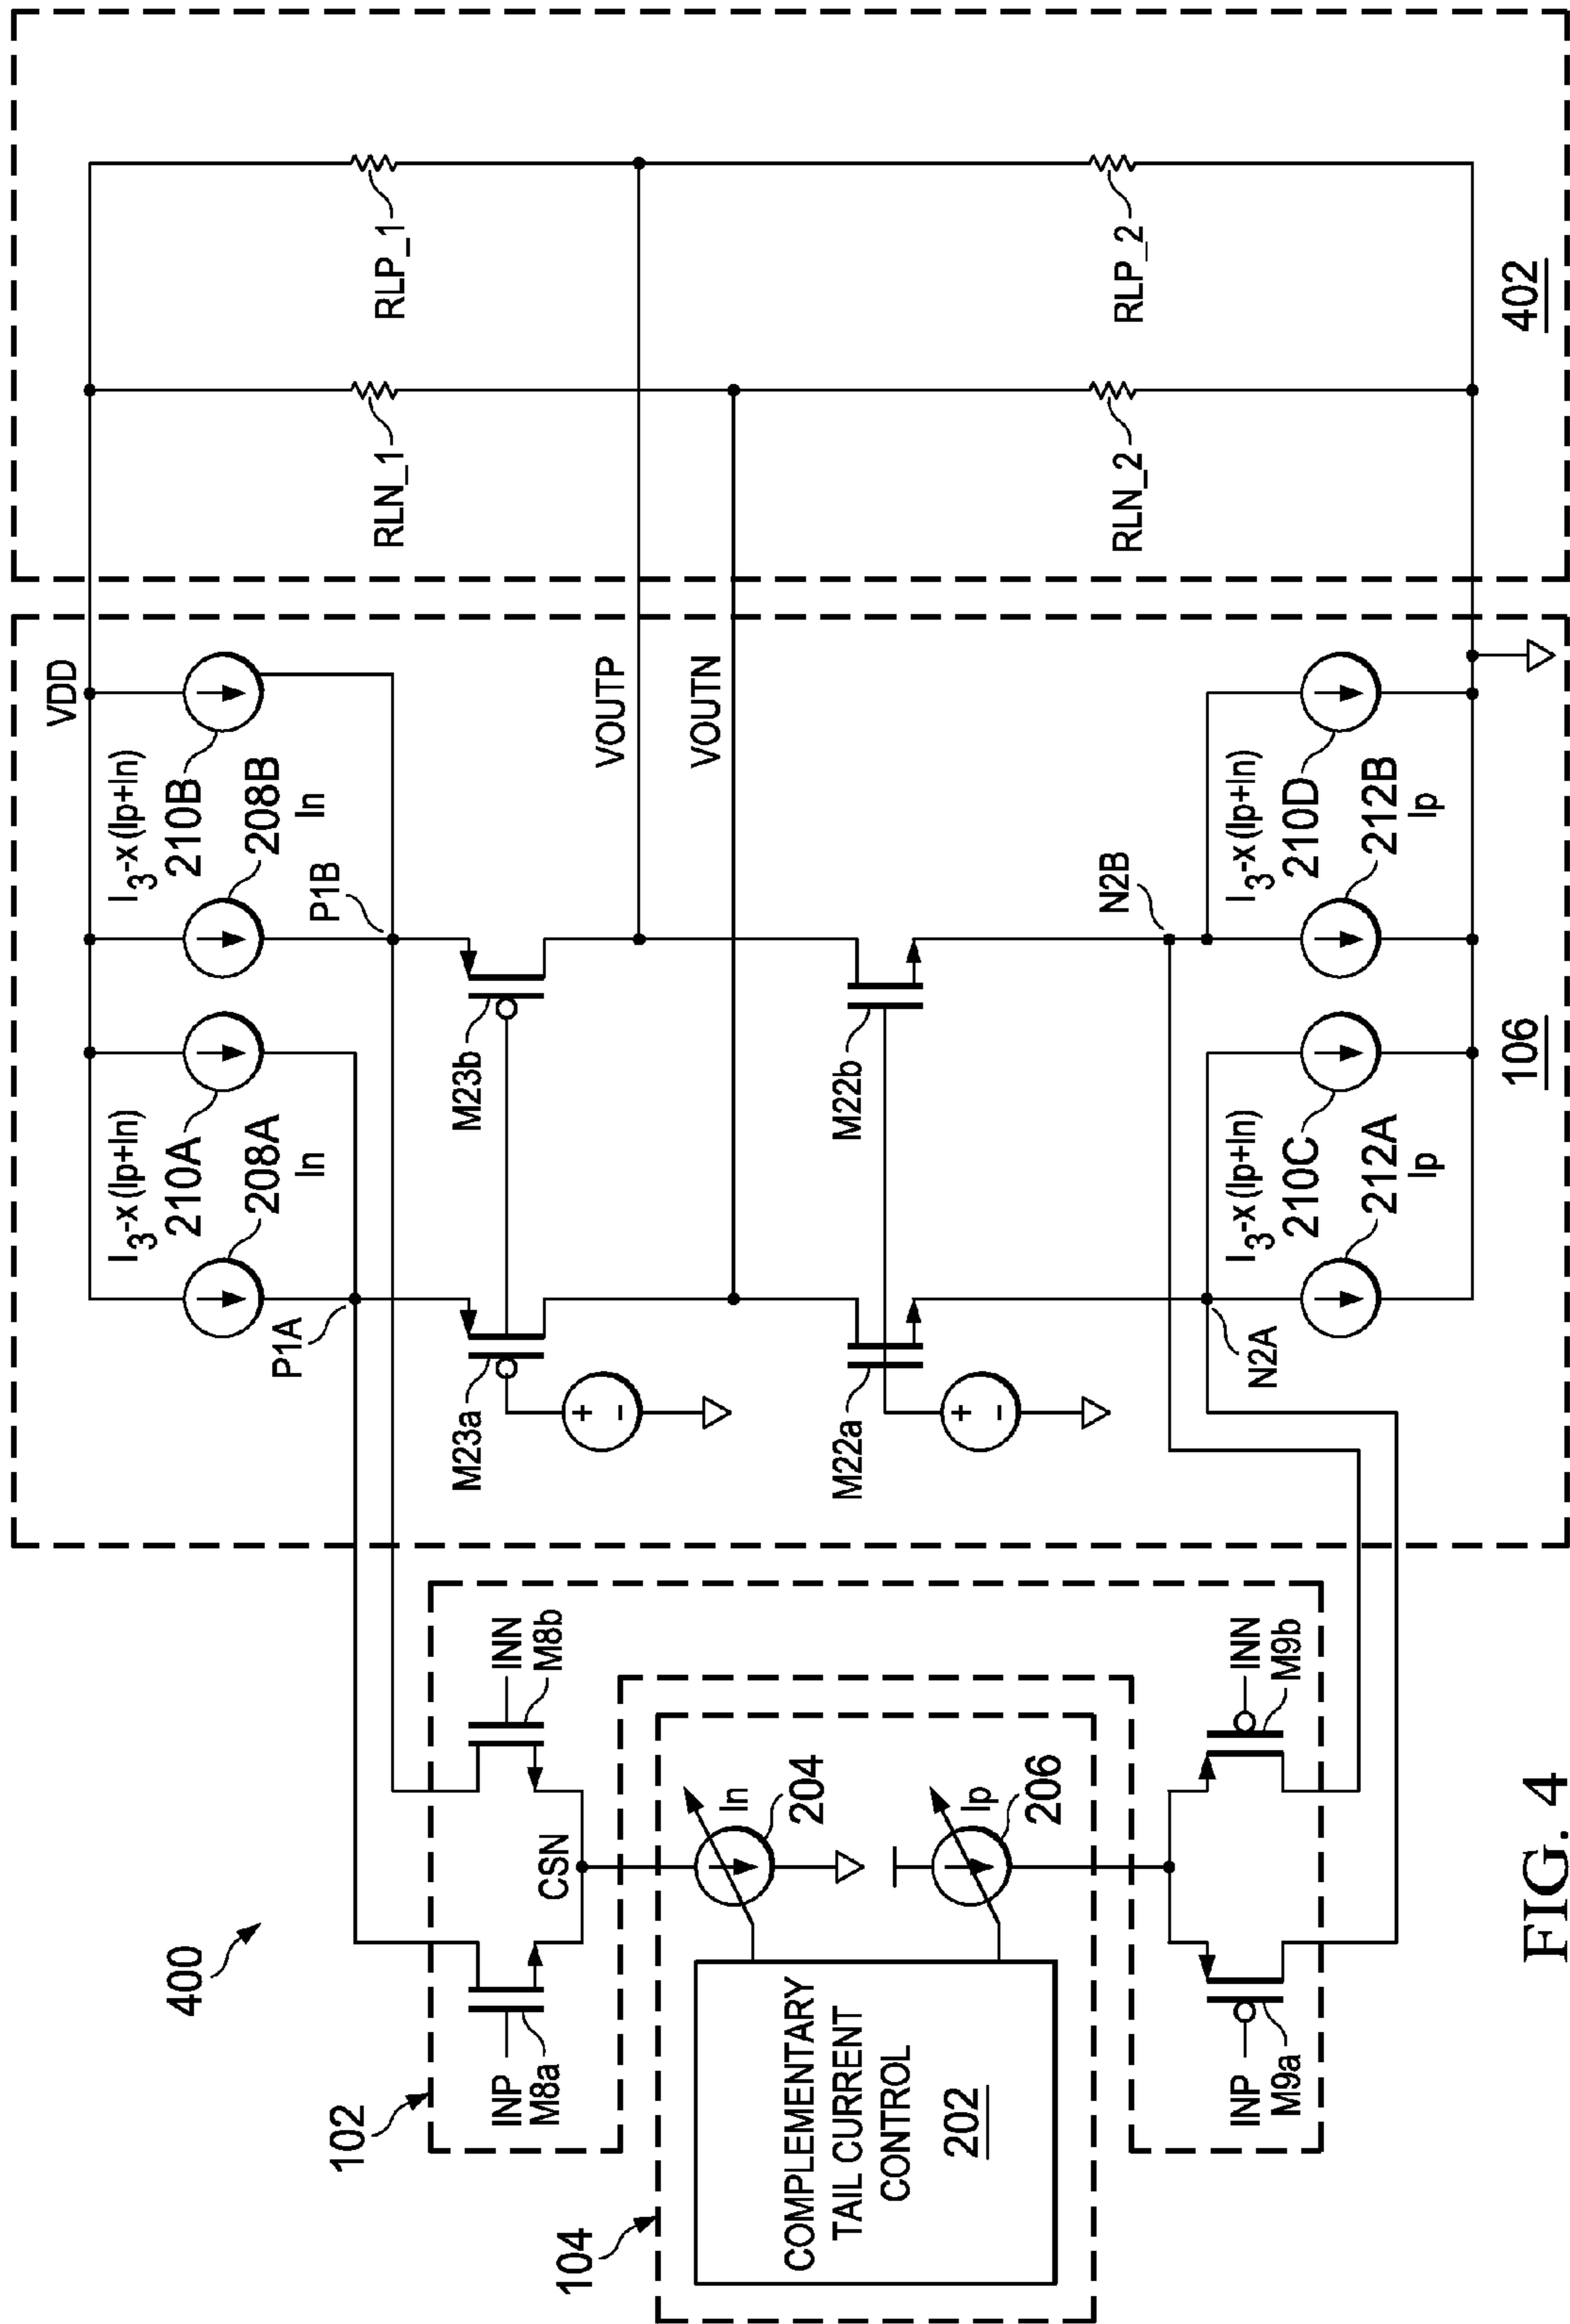 400
102
INP
M8a
INN
M8b
CSN
104
COMPLEMENTARY
TAIL CURRENT
CONTROL
202
In
204
Ip
206
INP
M9a
INN
M9b
VDD
I3-x (Ip+In)
210A
208A
In
I3-x (Ip+In)
210B
208B
In
P1A
P1B
M23a
M23b
+
-
VOUTP
VOUTN
M22a
M22b
+
-
N2A
N2B
I3-x (Ip+In)
210C
212A
Ip
I3-x (Ip+In)
210D
212B
Ip
106
RLN_1
RLP_1
RLN_2
RLP_2
402
FIG. 4